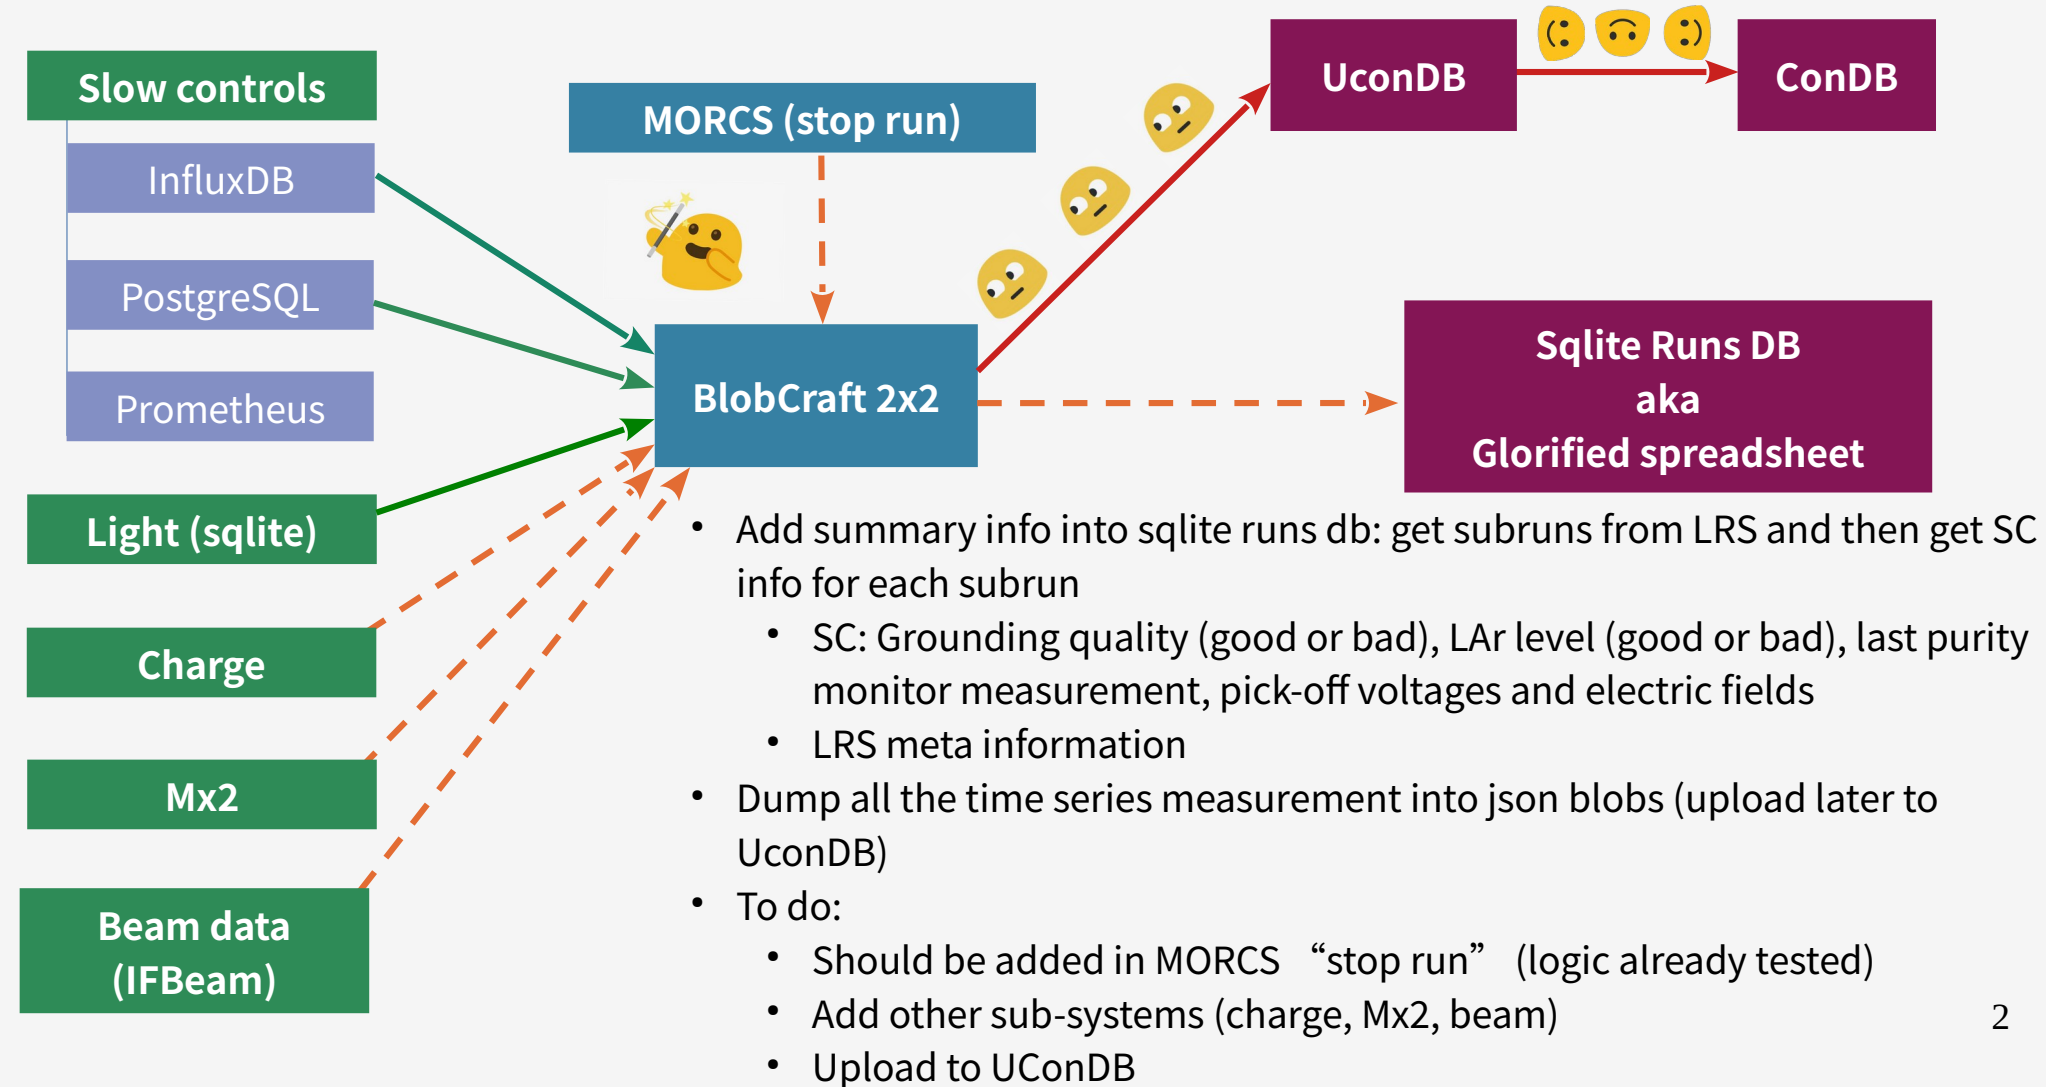 Slow controls
InfluxDB
PostgreSQL
Prometheus
Light (sqlite)
Charge
Mx2
Beam data
(IFBeam)
MORCS (stop run)
BlobCraft 2x2
UconDB
ConDB
Sqlite Runs DB
aka
Glorified spreadsheet
• Add summary info into sqlite runs db: get subruns from LRS and then get SC
info for each subrun
• SC: Grounding quality (good or bad), LAr level (good or bad), last purity
monitor measurement, pick-off voltages and electric fields
• LRS meta information
• Dump all the time series measurement into json blobs (upload later to
UconDB)
• To do:
• Should be added in MORCS “stop run” (logic already tested)
• Add other sub-systems (charge, Mx2, beam)
• Upload to UConDB
2